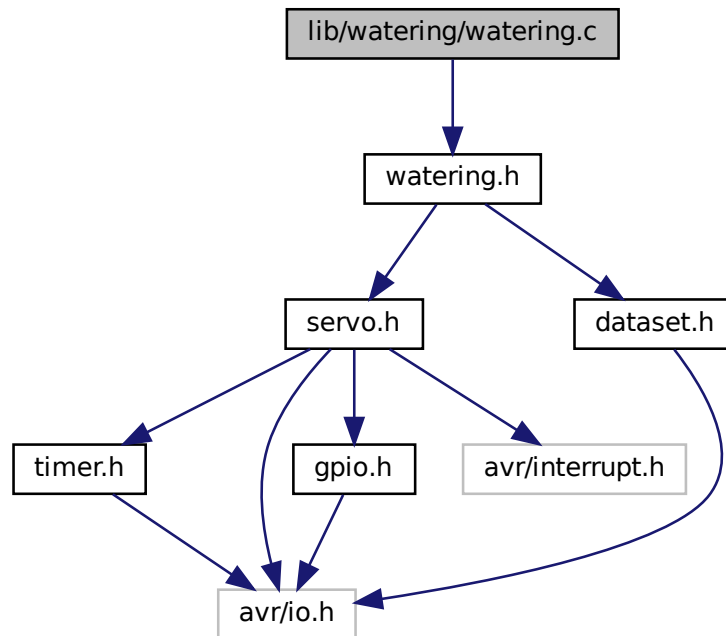 lib/watering/watering.c
watering.h
servo.h
dataset.h
timer.h
gpio.h
avr/interrupt.h
avr/io.h